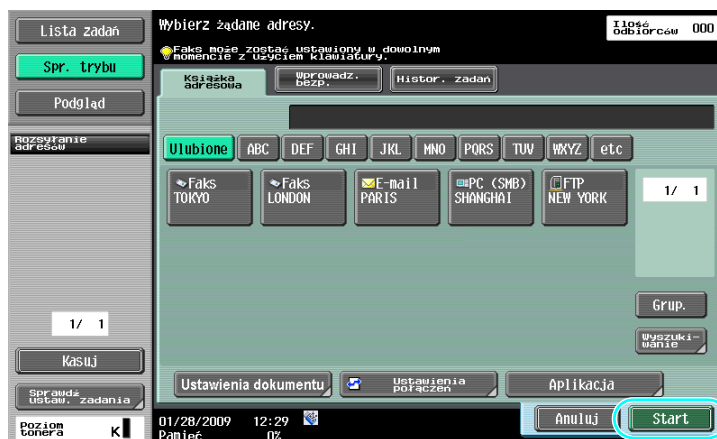 Lista zadań
Spr. trybu
Podgląd
Rozsyłanie
adresów
1/ 1
Kasuj
Sprawdź
ustaw. zadania
Poziom
tonera K
Wybierz żądane adresy.
Ilość
odbiorców 000
Faks może zostać ustawiony w dowolnym
momencie z użyciem klawiatury.
Książka
adresowa
Wprowadz.
bezp.
Histor. zadań
Ulubione ABC DEF GHI JKL MNO PQRS TUV WXYZ etc
Faks
TOKYO
Faks
LONDON
E-mail
PARIS
PC (SMB)
SHANGHAI
FTP
NEW YORK
1/ 1
Grup.
Wyszuki-
wanie
Ustawienia dokumentu
Ustawienia
połączeń
Aplikacja
01/28/2009 12:29
Pamięć 0%
Anuluj
Start